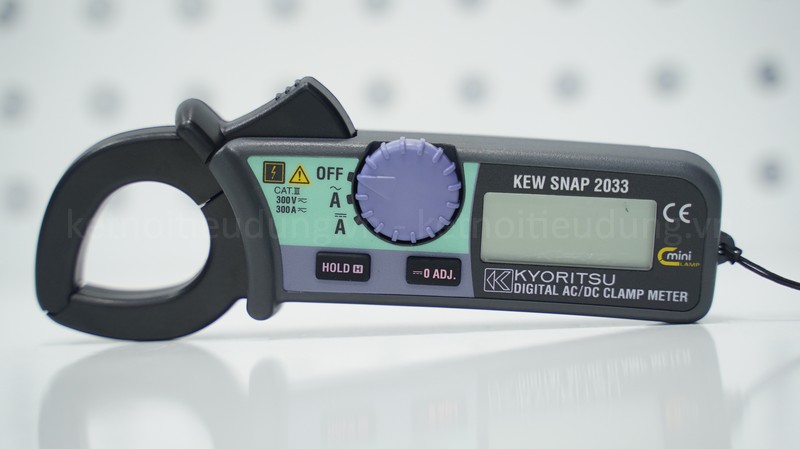 OFF
CAT.III
300V
300A
~
A
A
HOLD H
0 ADJ.
KEW SNAP 2033
CE
mini
CLAMP
KYORITSU
DIGITAL AC/DC CLAMP METER